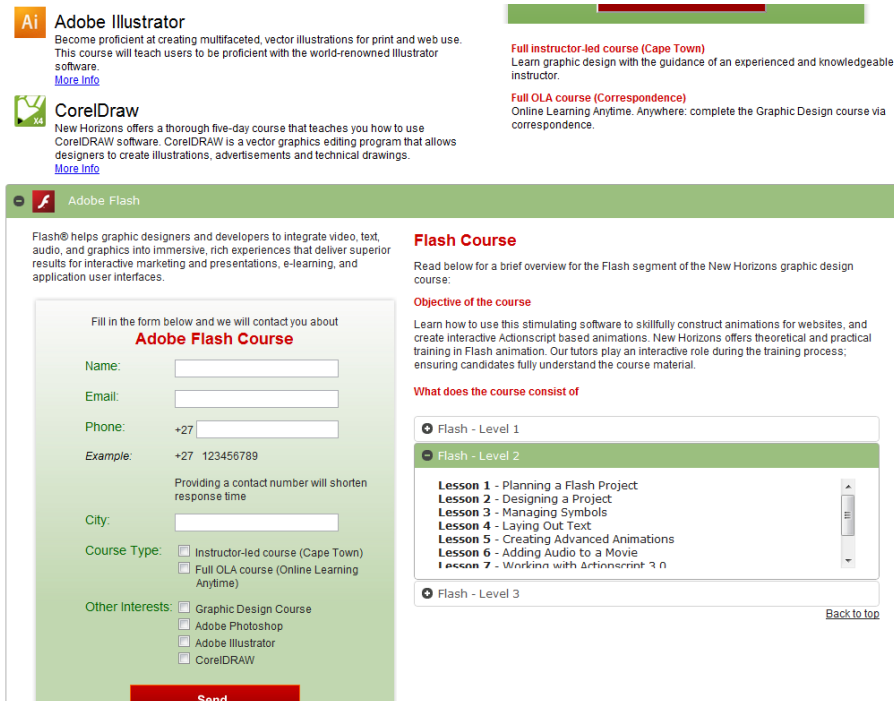 Ai
Adobe Illustrator
Become proficient at creating multifaceted, vector illustrations for print and web use.
This course will teach users to be proficient with the world-renowned Illustrator
software.
More Info
X4
CorelDraw
New Horizons offers a thorough five-day course that teaches you how to use
CorelDRAW software. CorelDRAW is a vector graphics editing program that allows
designers to create illustrations, advertisements and technical drawings.
More Info
Full instructor-led course (Cape Town)
Learn graphic design with the guidance of an experienced and knowledgeable
instructor.
Full OLA course (Correspondence)
Online Learning Anytime. Anywhere: complete the Graphic Design course via
correspondence.
Adobe Flash
Flash® helps graphic designers and developers to integrate video, text,
audio, and graphics into immersive, rich experiences that deliver superior
results for interactive marketing and presentations, e-learning, and
application user interfaces.
Fill in the form below and we will contact you about
Adobe Flash Course
Name:
Email:
Phone: +27
Example: +27 123456789
Providing a contact number will shorten
response time
City:
Course Type: Instructor-led course (Cape Town)
Full OLA course (Online Learning
Anytime)
Other Interests: Graphic Design Course
Adobe Photoshop
Adobe Illustrator
CorelDRAW
Send
Flash Course
Read below for a brief overview for the Flash segment of the New Horizons graphic design
course:
Objective of the course
Learn how to use this stimulating software to skillfully construct animations for websites, and
create interactive Actionscript based animations. New Horizons offers theoretical and practical
training in Flash animation. Our tutors play an interactive role during the training process;
ensuring candidates fully understand the course material.
What does the course consist of
Flash - Level 1
Flash - Level 2
Lesson 1 - Planning a Flash Project
Lesson 2 - Designing a Project
Lesson 3 - Managing Symbols
Lesson 4 - Laying Out Text
Lesson 5 - Creating Advanced Animations
Lesson 6 - Adding Audio to a Movie
Lesson 7 - Working with Actionscript 3.0
Flash - Level 3
Back to top